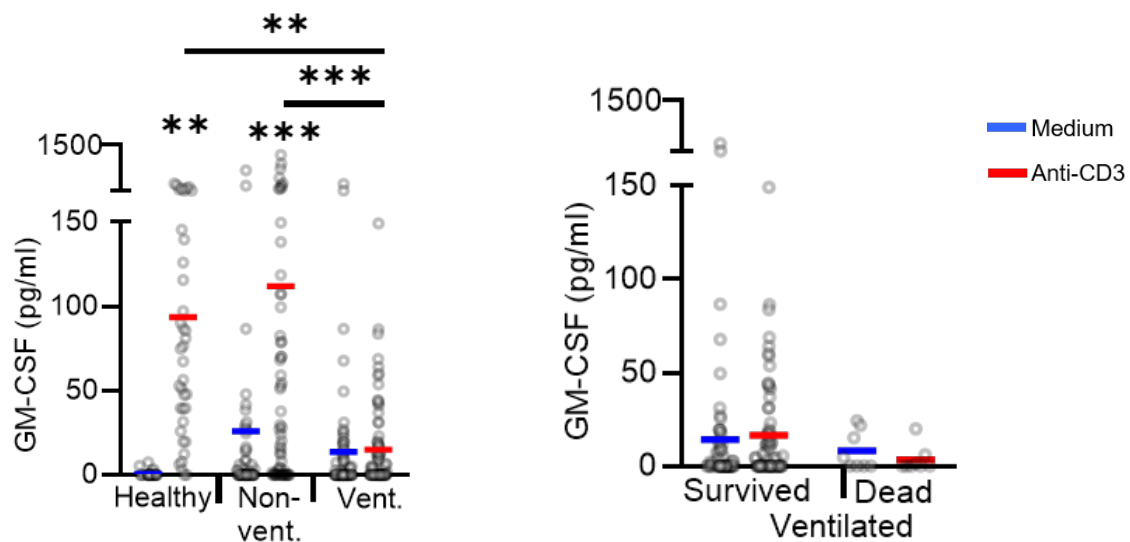 **
***
** ***
1500
150
100
50
0
GM-CSF (pg/ml)
Healthy Non-vent. Vent.
1500
150
100
50
0
GM-CSF (pg/ml)
Survived Dead
Ventilated
Medium
Anti-CD3